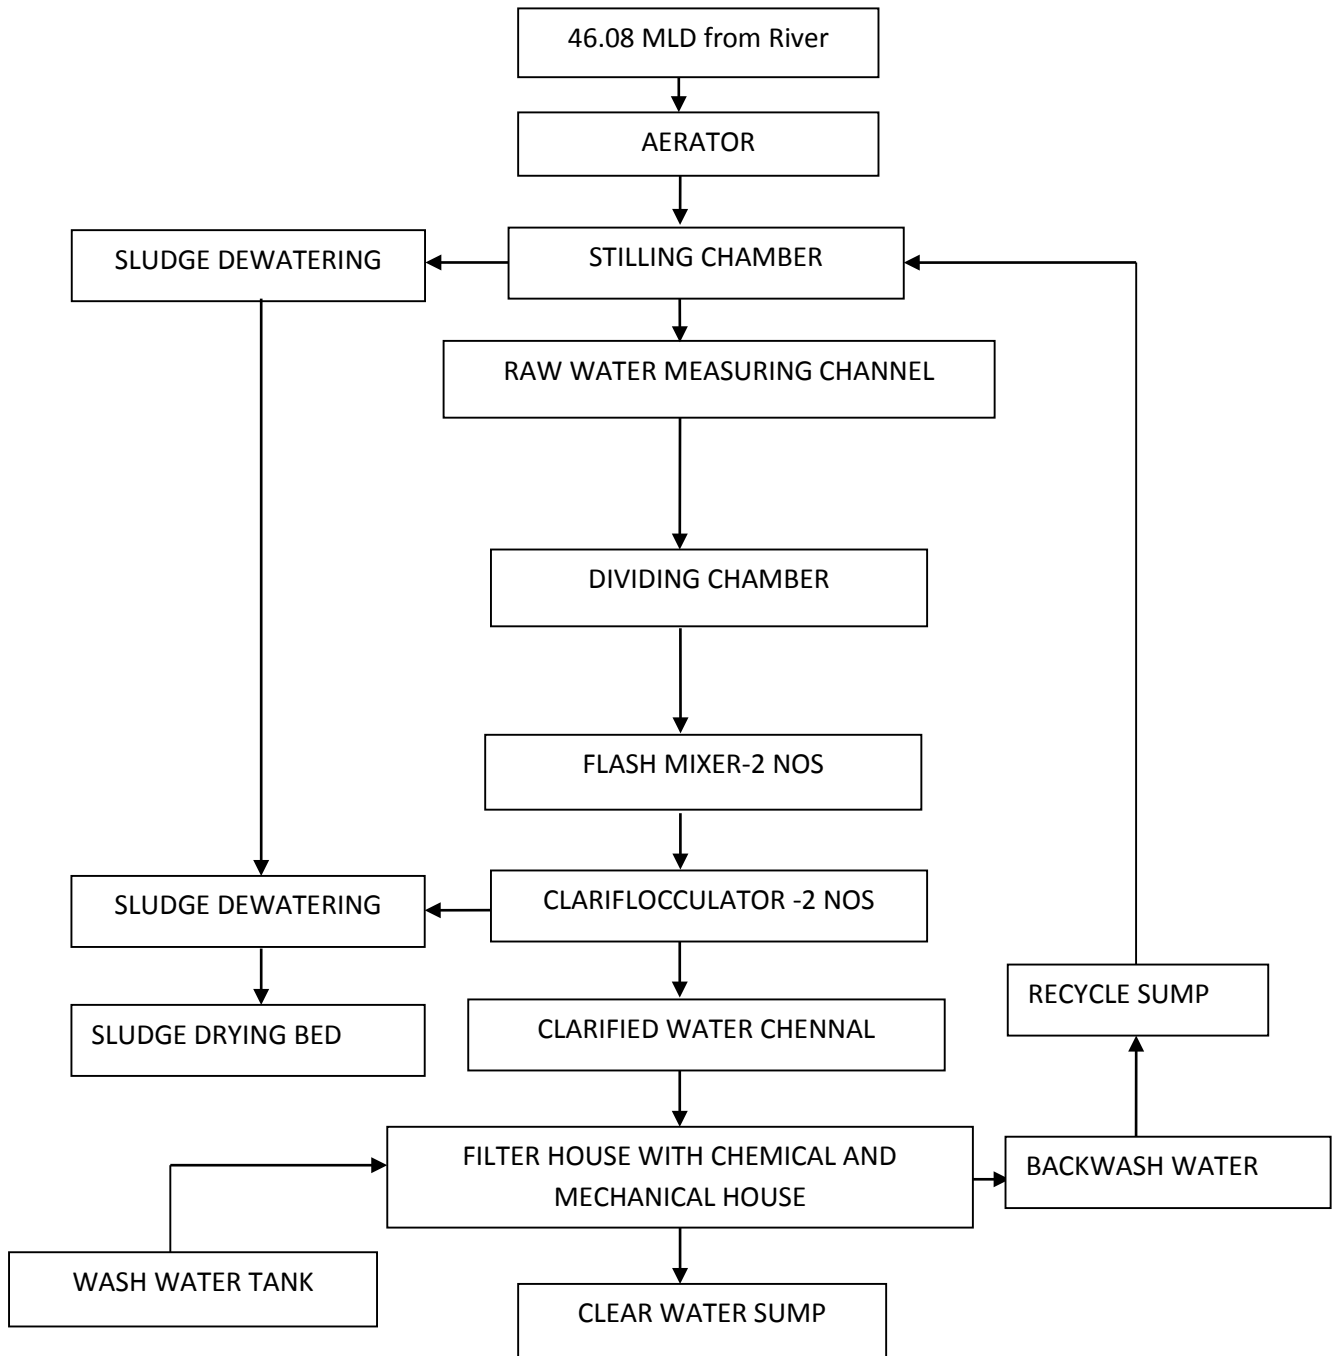 46.08 MLD from River
AERATOR
SLUDGE DEWATERING
STILLING CHAMBER
RAW WATER MEASURING CHANNEL
DIVIDING CHAMBER
FLASH MIXER-2 NOS
SLUDGE DEWATERING
CLARIFLOCCULATOR -2 NOS
RECYCLE SUMP
SLUDGE DRYING BED
CLARIFIED WATER CHENNAL
FILTER HOUSE WITH CHEMICAL AND
MECHANICAL HOUSE
BACKWASH WATER
WASH WATER TANK
CLEAR WATER SUMP